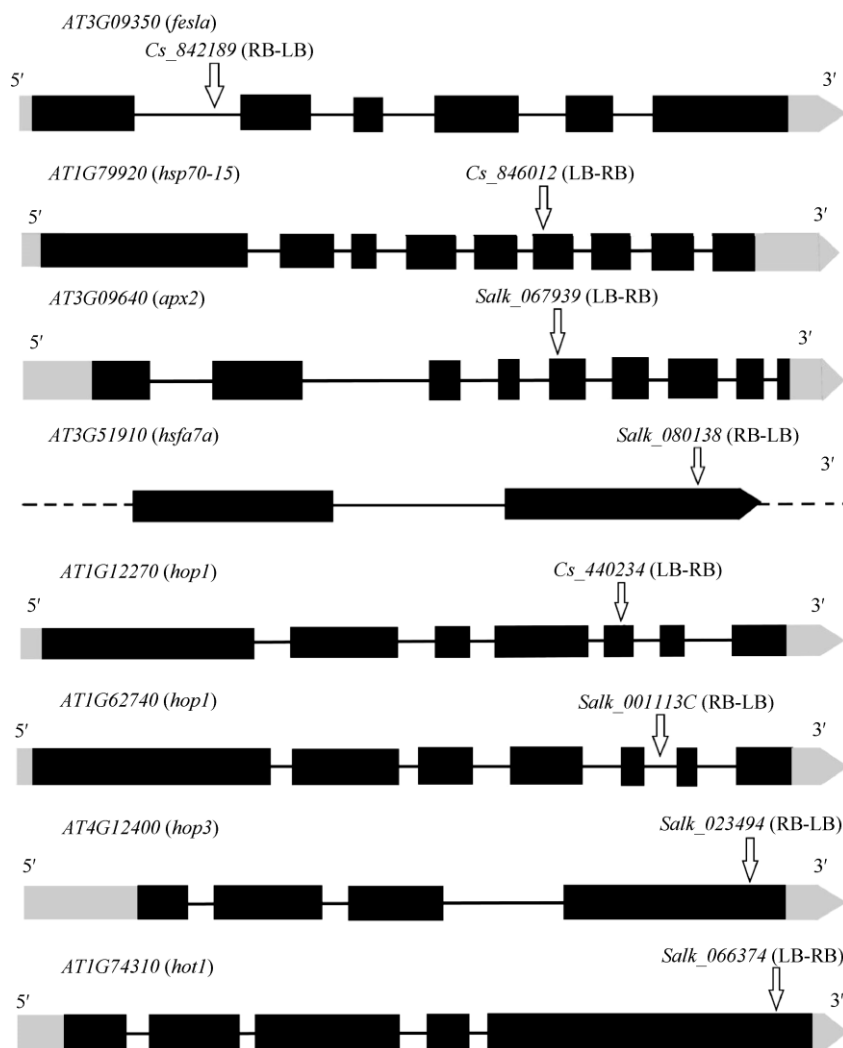 AT3G09350 (fesla)
Cs_842189 (RB-LB)
5′ 3′
AT1G79920 (hsp70-15) Cs_846012 (LB-RB)
5′ 3′
AT3G09640 (apx2) Salk_067939 (LB-RB)
5′ 3′
AT3G51910 (hsfa7a) Salk_080138 (RB-LB)
3′
AT1G12270 (hop1) Cs_440234 (LB-RB)
5′ 3′
AT1G62740 (hop1) Salk_001113C (RB-LB)
5′ 3′
AT4G12400 (hop3) Salk_023494 (RB-LB)
5′ 3′
AT1G74310 (hot1) Salk_066374 (LB-RB)
5′ 3′